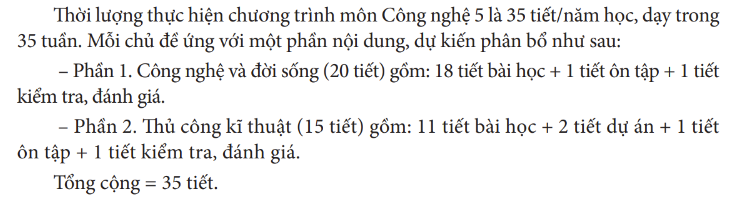 Thời lượng thực hiện chương trình môn Công nghệ 5 là 35 tiết/năm học, dạy trong
35 tuần. Mỗi chủ đề ứng với một phần nội dung, dự kiến phân bổ như sau:
– Phần 1. Công nghệ và đời sống (20 tiết) gồm: 18 tiết bài học + 1 tiết ôn tập + 1 tiết
kiểm tra, đánh giá.
– Phần 2. Thủ công kĩ thuật (15 tiết) gồm: 11 tiết bài học + 2 tiết dự án + 1 tiết
ôn tập + 1 tiết kiểm tra, đánh giá.
Tổng cộng = 35 tiết.